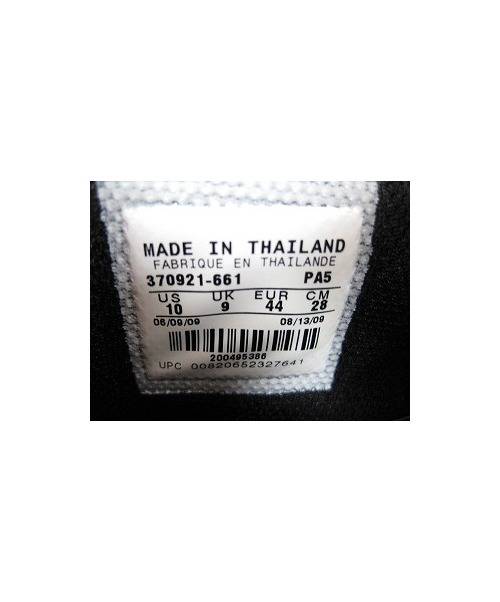 MADE IN THAILAND
FABRIQUE EN THAILANDE
370921-661 PA5
US UK EUR CM
10 9 44 28
06/09/09 08/13/09
200495386
UPC 00820652327641